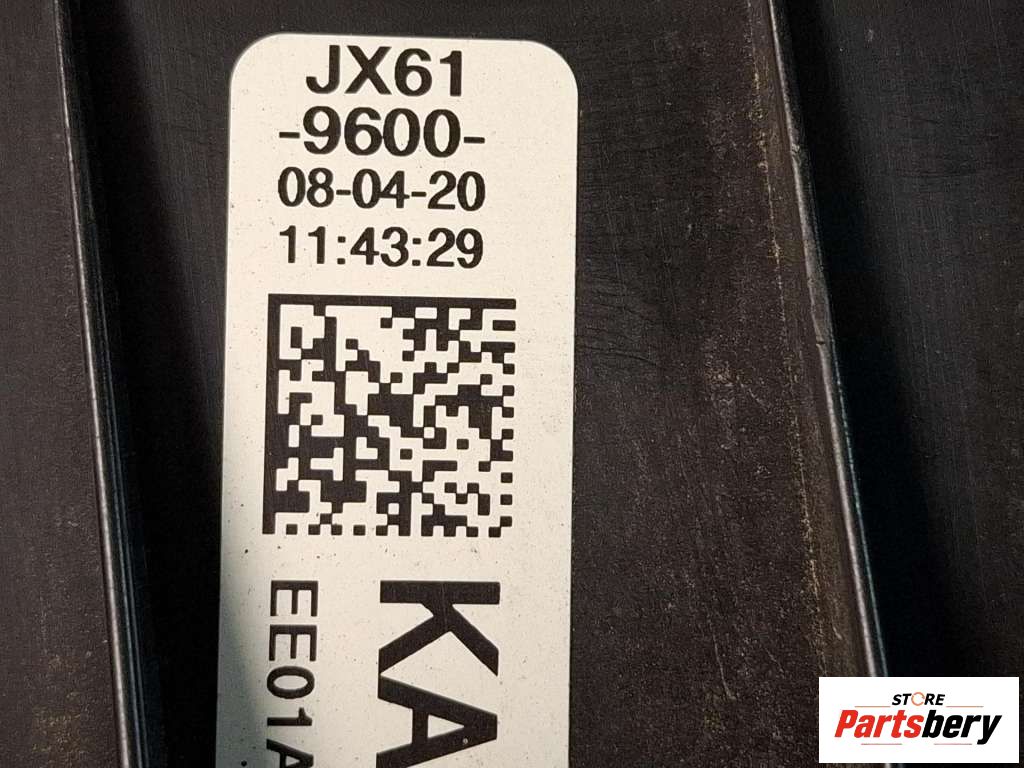 JX61
-9600-
08-04-20
11:43:29
KA
EE01A
STORE
Partsbery